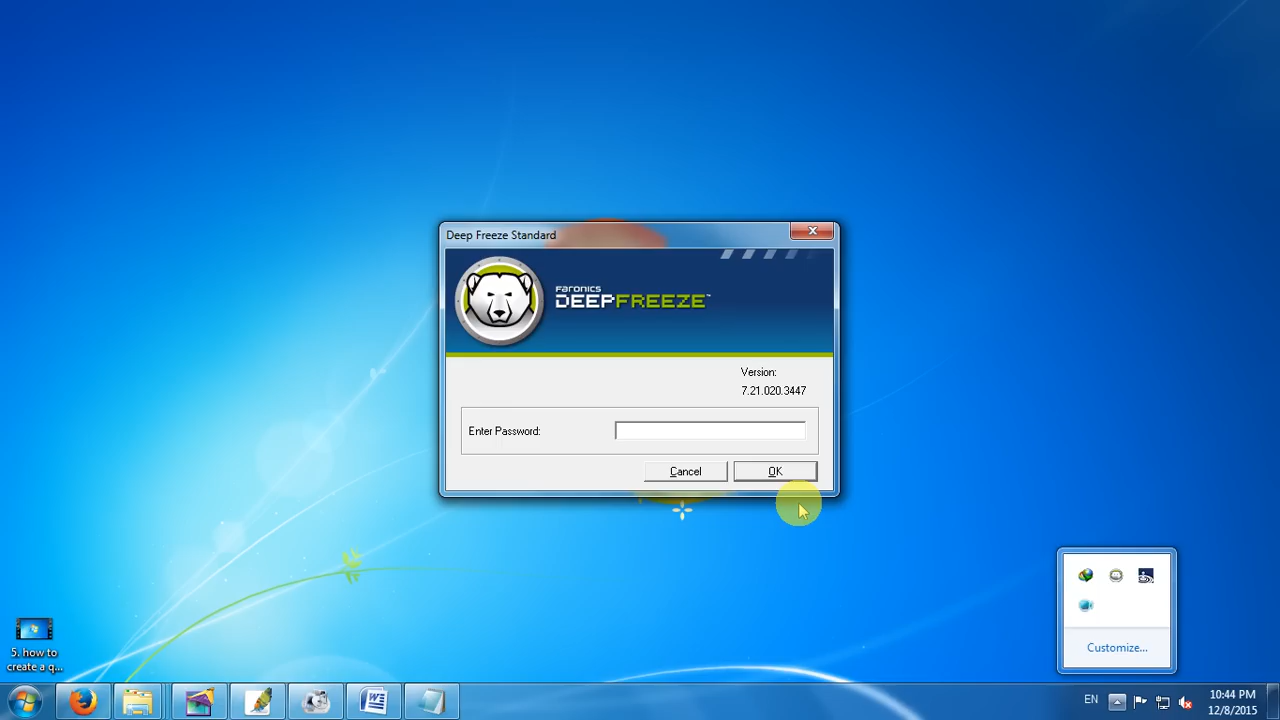 Deep Freeze Standard
FARONICS
DEEPFREEZE™
Version:
7.21.020.3447
Enter Password:
Cancel
OK
5. how to
create a q...
Customize...
EN
10:44 PM
12/8/2015